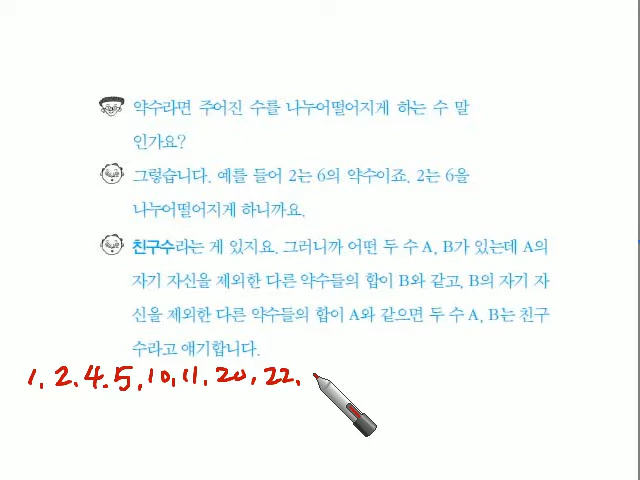 약수라면 주어진 수를 나누어떨어지게 하는 수 말
인가요?
그렇습니다. 예를 들어 2는 6의 약수이죠. 2는 6을
나누어떨어지게 하니까요.
친구수라는 게 있지요. 그러니까 어떤 두 수 A, B가 있는데 A의
자기 자신을 제외한 다른 약수들의 합이 B와 같고, B의 자기 자
신을 제외한 다른 약수들의 합이 A와 같으면 두 수 A, B는 친구
수라고 얘기합니다.
1, 2, 4, 5, 10, 11, 20, 22,